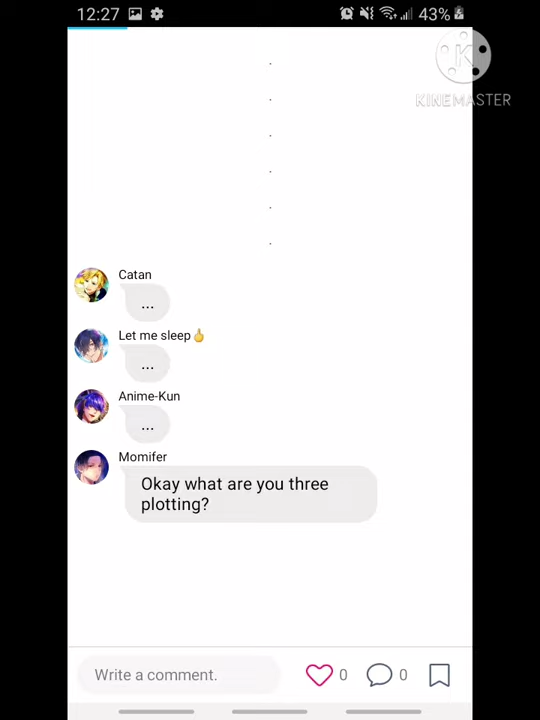 12:27 43%
K
KINEMASTER
.
.
.
.
.
.
Catan
...
Let me sleep🖕
...
Anime-Kun
...
Momifer
Okay what are you three
plotting?
Write a comment. 0 0